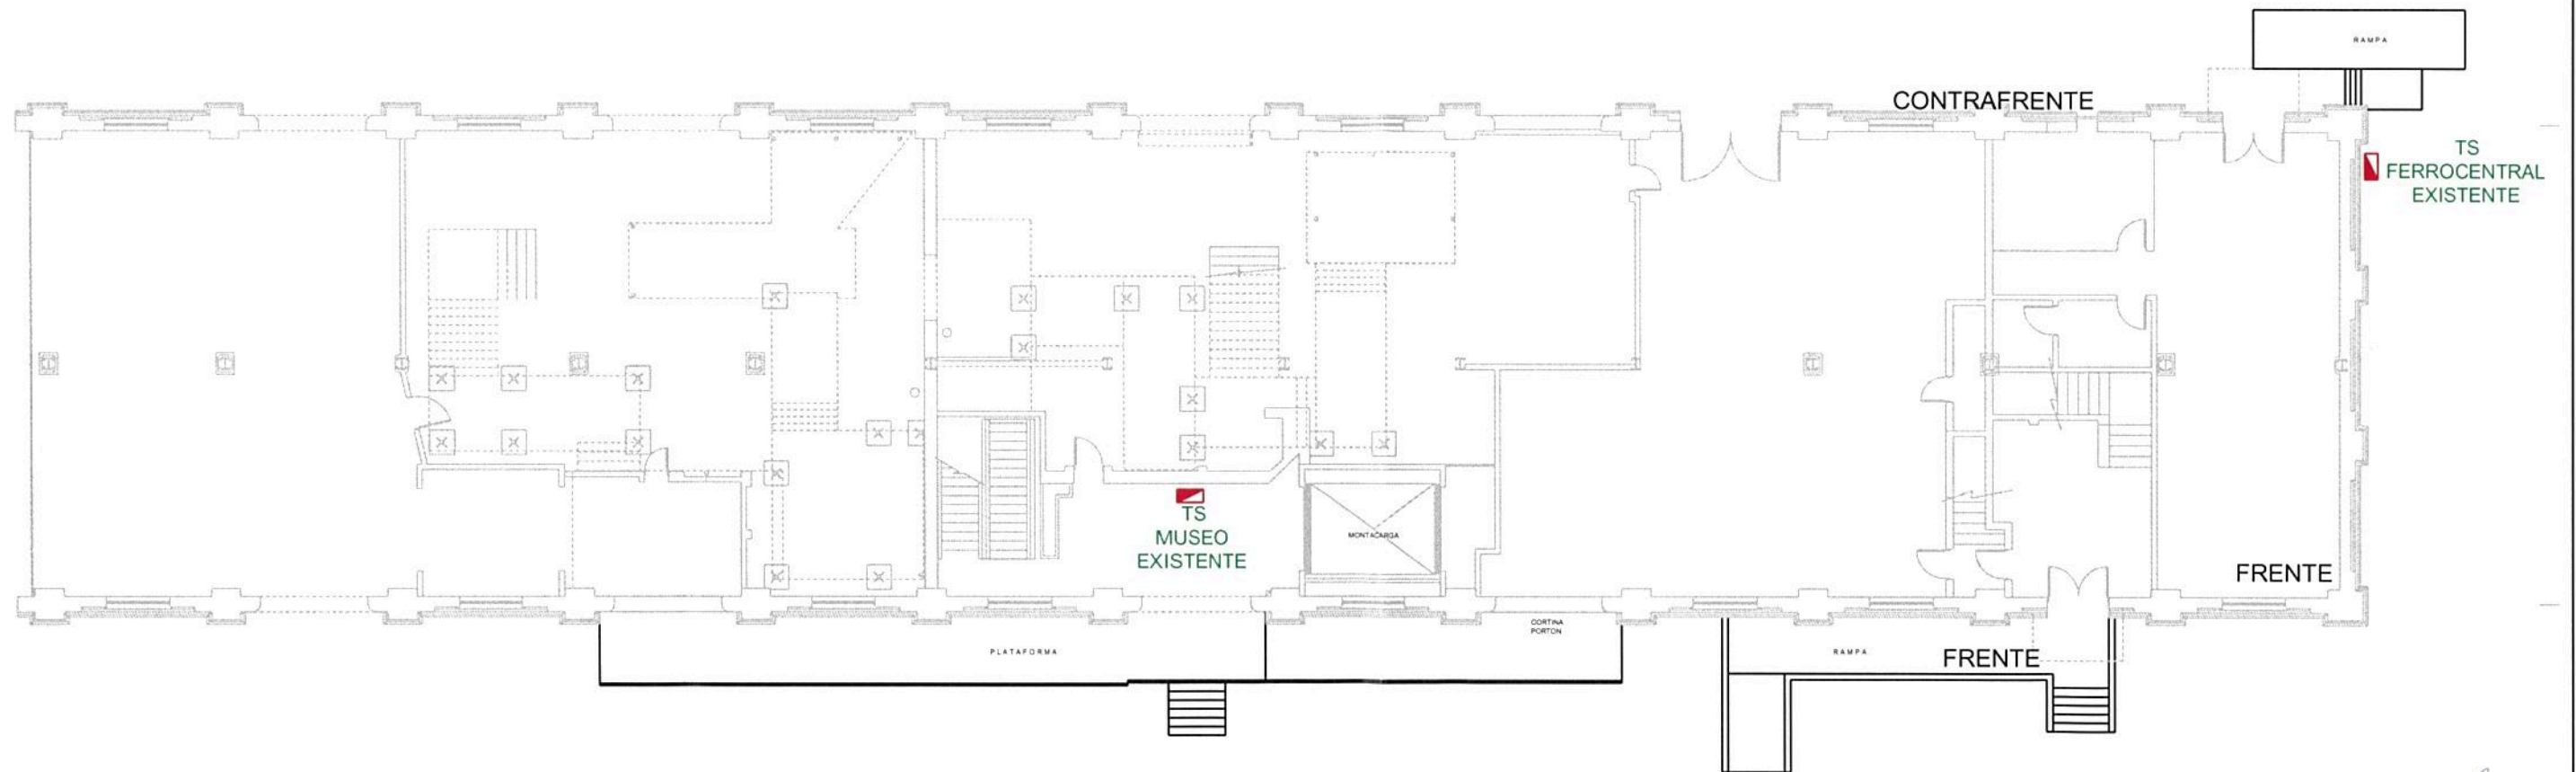 RAMPA
CONTRAFRENTE
TS
FERROCENTRAL
EXISTENTE
TS
MUSEO
EXISTENTE
MONTACARGA
FRENTE
CORTINA
PORTON
PLATAFORMA
RAMPA
FRENTE